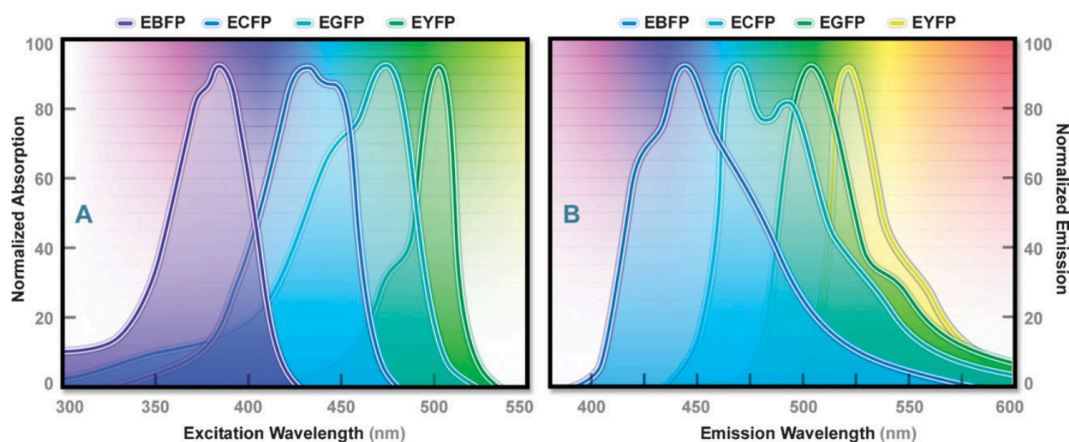 EBFP ECFP EGFP EYFP
EBFP ECFP EGFP EYFP
100
80
60
40
20
0
Normalized Absorption
A
300 350 400 450 500 550
Excitation Wavelength (nm)
B
400 450 500 550 600
Emission Wavelength (nm)
100
80
60
40
20
0
Normalized Emission